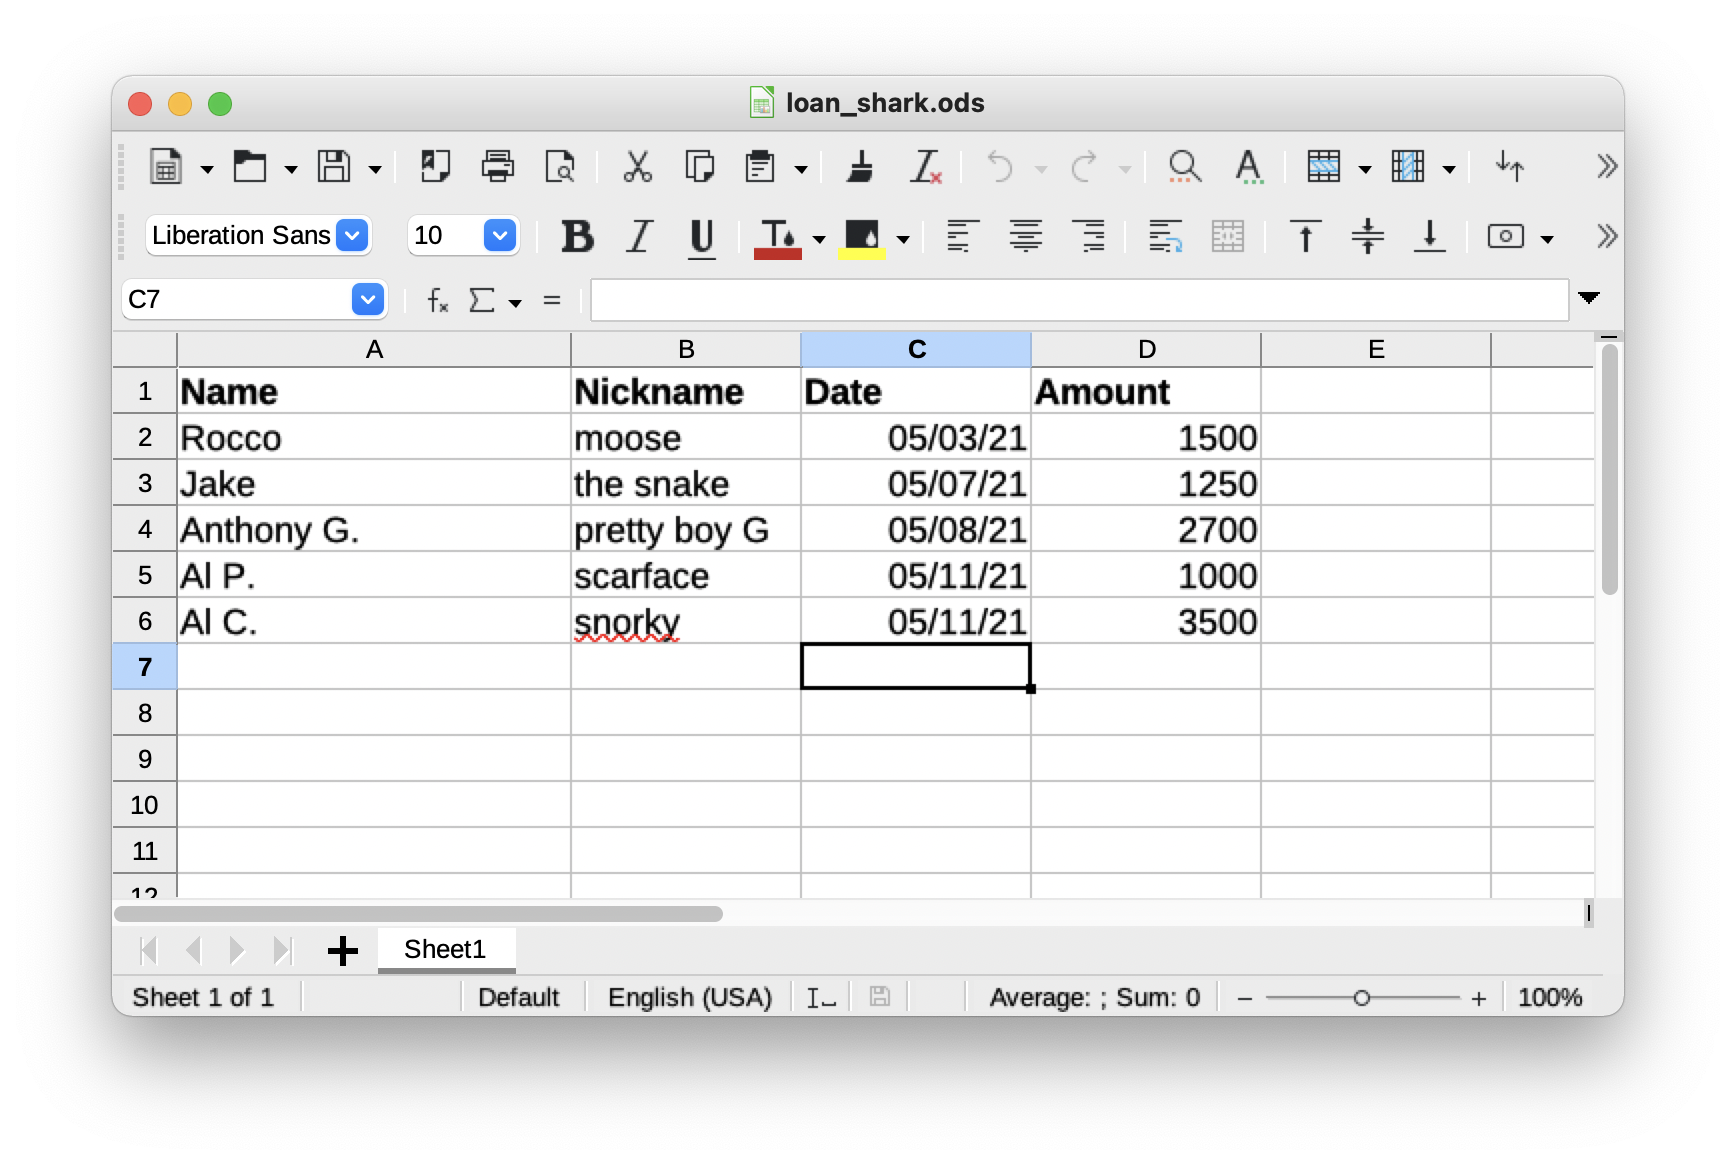 loan_shark.ods
Liberation Sans 10 B I U
C7 fx Σ =
A B C D E
1 Name Nickname Date Amount
2 Rocco moose 05/03/21 1500
3 Jake the snake 05/07/21 1250
4 Anthony G. pretty boy G 05/08/21 2700
5 Al P. scarface 05/11/21 1000
6 Al C. snorky 05/11/21 3500
7
8
9
10
11
12
Sheet1
Sheet 1 of 1 Default English (USA) Average: ; Sum: 0 − + 100%